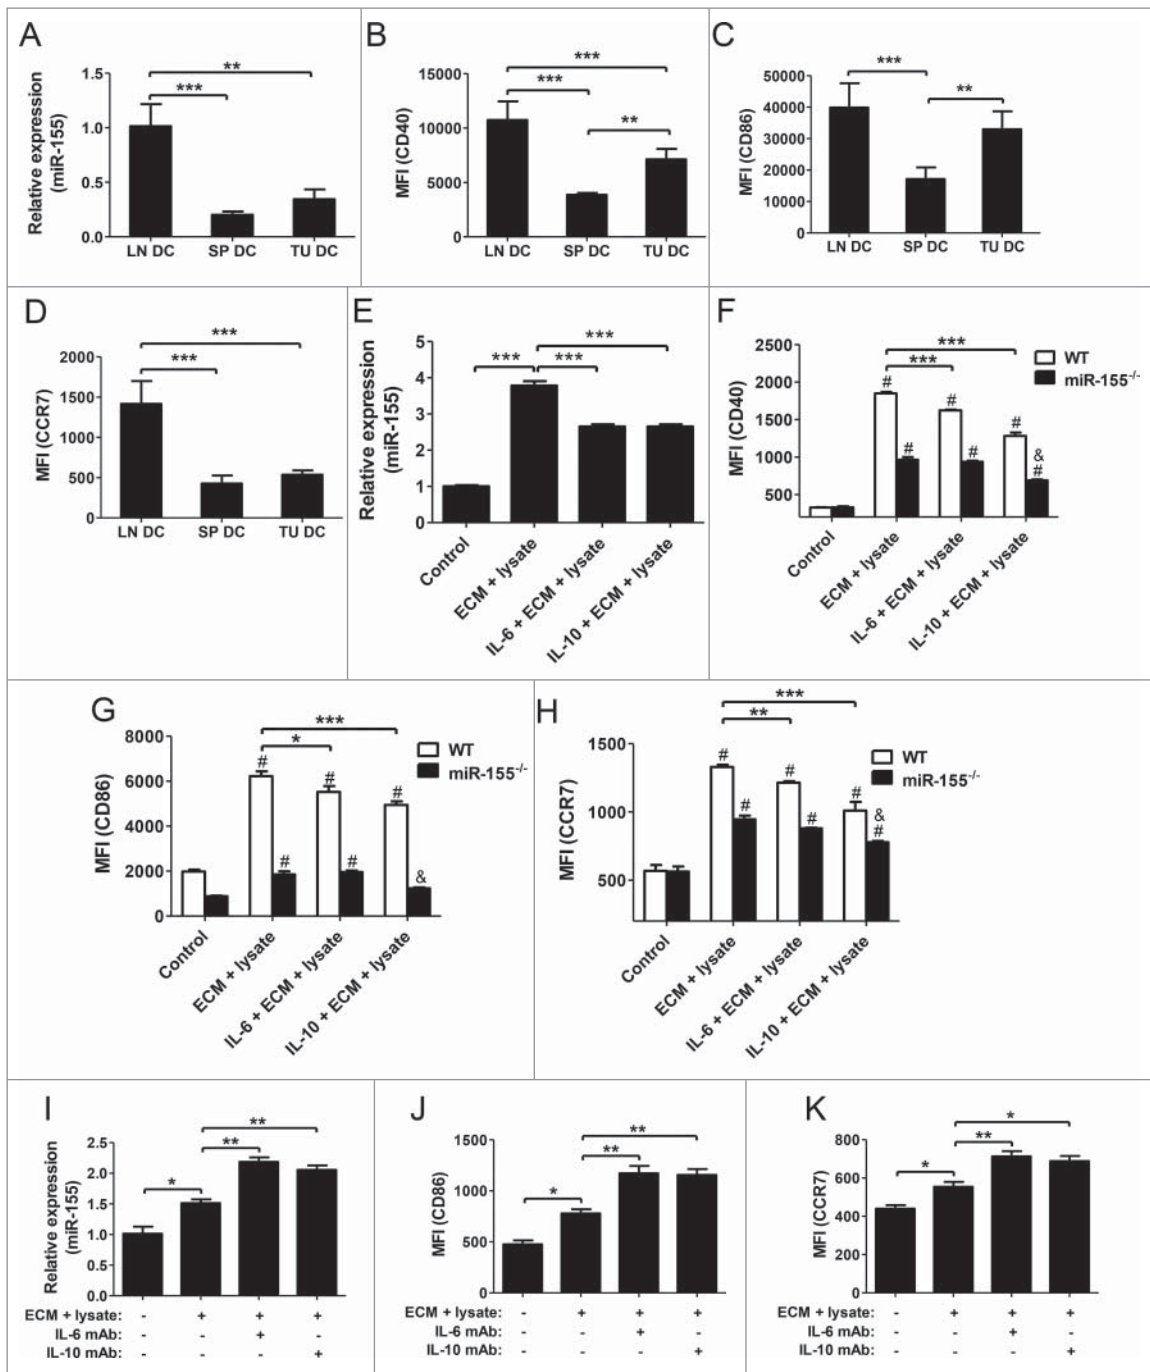 A
Relative expression
(miR-155)
1.5
1.0
0.5
0.0
**
***
LN DC SP DC TU DC
B
MFI (CD40)
15000
10000
5000
0
***
***
**
LN DC SP DC TU DC
C
MFI (CD86)
50000
40000
30000
20000
10000
0
***
**
LN DC SP DC TU DC
D
MFI (CCR7)
2000
1500
1000
500
0
***
***
LN DC SP DC TU DC
E
Relative expression
(miR-155)
5
4
3
2
1
0
***
*** ***
Control
ECM + lysate
IL-6 + ECM + lysate
IL-10 + ECM + lysate
F
MFI (CD40)
2500
2000
1500
1000
500
***
***
# # #
# # &
#
WT
miR-155-/-
Control
ECM + lysate
IL-6 + ECM + lysate
IL-10 + ECM + lysate
G
MFI (CD86)
8000
6000
4000
2000
0
***
*
# # #
# # &
WT
miR-155-/-
Control
ECM + lysate
IL-6 + ECM + lysate
IL-10 + ECM + lysate
H
MFI (CCR7)
1500
1000
500
***
**
# # #
# # &
#
WT
miR-155-/-
Control
ECM + lysate
IL-6 + ECM + lysate
IL-10 + ECM + lysate
I
Relative expression
(miR-155)
2.5
2.0
1.5
1.0
0.5
0.0
**
**
*
ECM + lysate: - + + +
IL-6 mAb: - - + -
IL-10 mAb: - - - +
J
MFI (CD86)
1500
1000
500
0
**
**
*
ECM + lysate: - + + +
IL-6 mAb: - - + -
IL-10 mAb: - - - +
K
MFI (CCR7)
800
600
400
200
0
*
**
*
ECM + lysate: - + + +
IL-6 mAb: - - + -
IL-10 mAb: - - - +